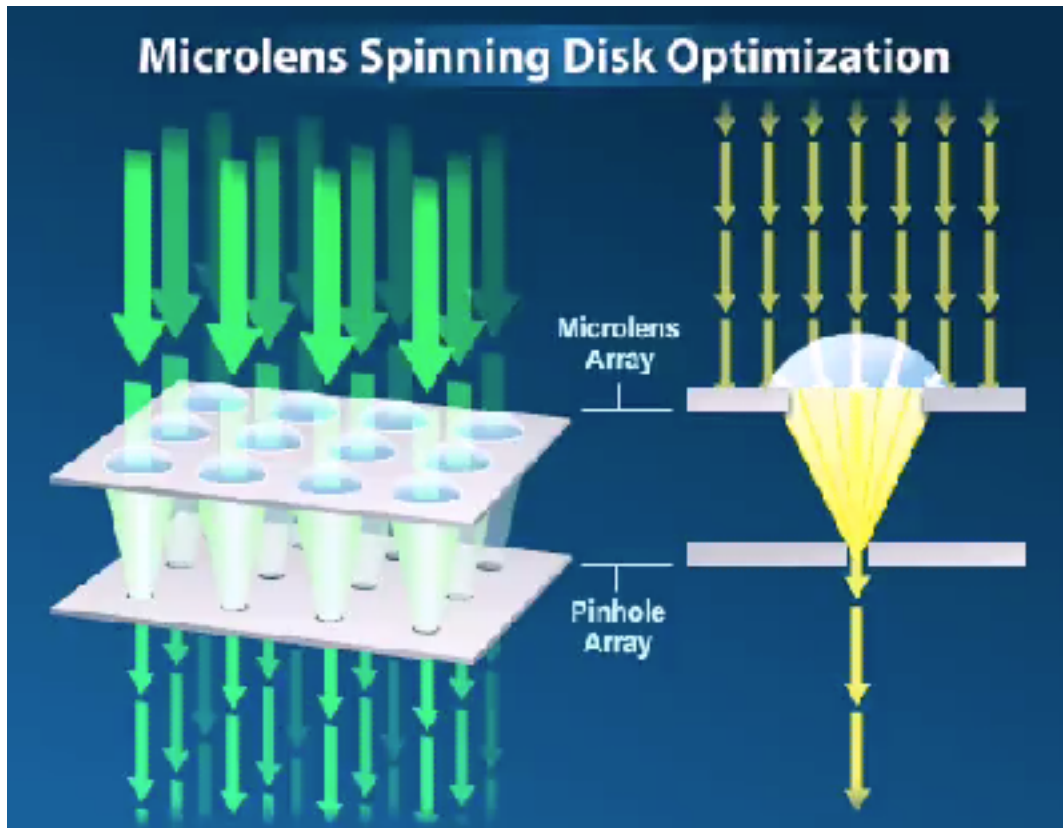 Microlens Spinning Disk Optimization
Microlens
Array
Pinhole
Array